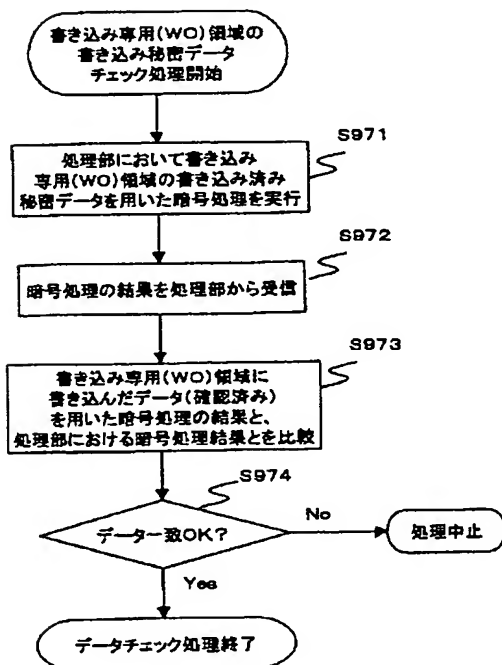 書き込み専用(WO)領域の
書き込み秘密データ
チェック処理開始
S971
処理部において書き込み
専用(WO)領域の書き込み済み
秘密データを用いた暗号処理を実行
S972
暗号処理の結果を処理部から受信
S973
書き込み専用(WO)領域に
書き込んだデータ(確認済み)
を用いた暗号処理の結果と、
処理部における暗号処理結果とを比較
S974
データ一致OK?
No
処理中止
Yes
データチェック処理終了